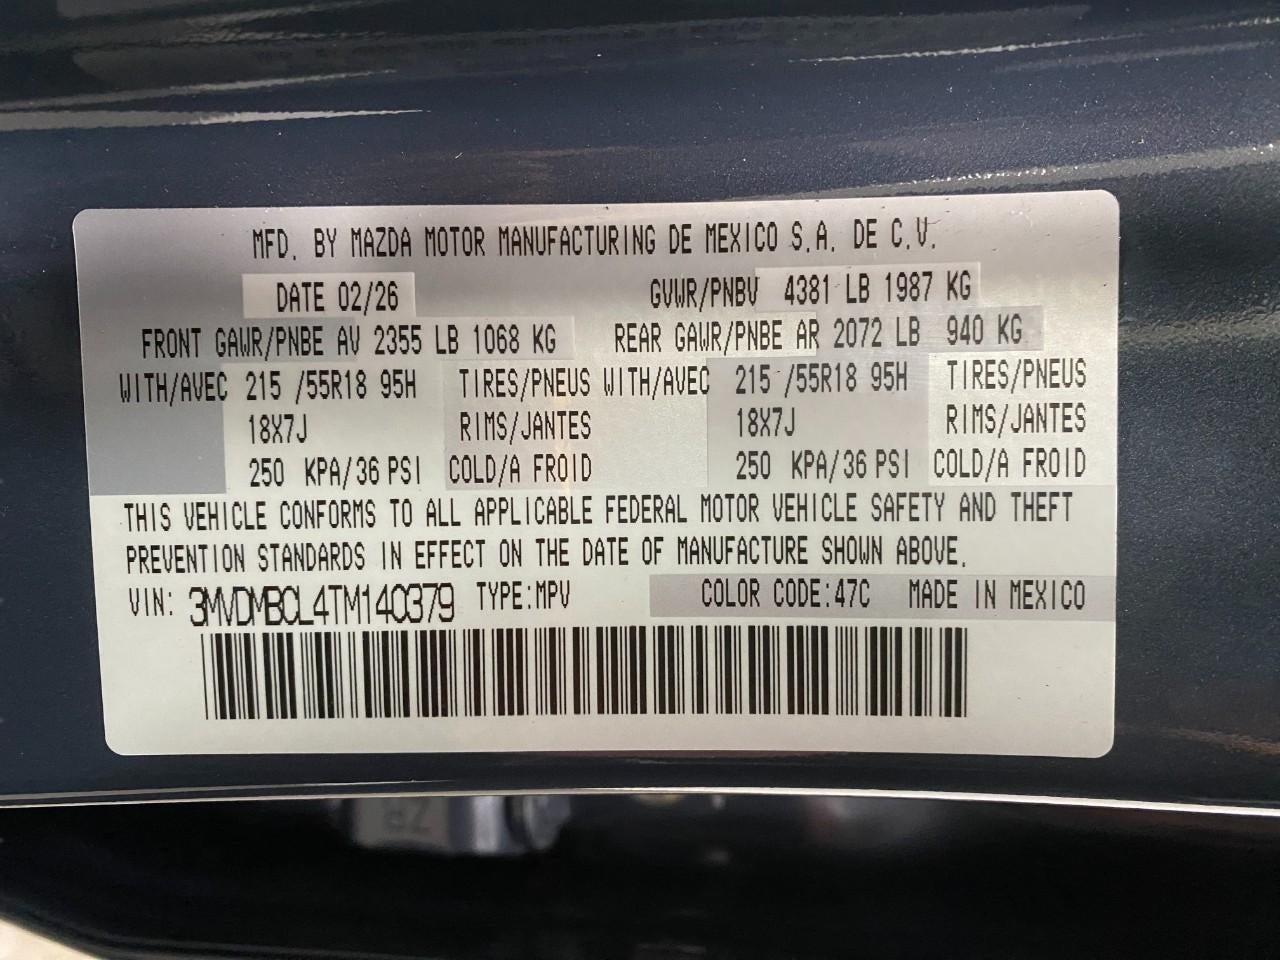 MFD. BY MAZDA MOTOR MANUFACTURING DE MEXICO S.A. DE C.V.
DATE 02/26 GVWR/PNBV 4381 LB 1987 KG
FRONT GAWR/PNBE AV 2355 LB 1068 KG REAR GAWR/PNBE AR 2072 LB 940 KG
WITH/AVEC 215 /55R18 95H TIRES/PNEUS WITH/AVEC 215 /55R18 95H TIRES/PNEUS
18X7J RIMS/JANTES 18X7J RIMS/JANTES
250 KPA/36 PSI COLD/A FROID 250 KPA/36 PSI COLD/A FROID
THIS VEHICLE CONFORMS TO ALL APPLICABLE FEDERAL MOTOR VEHICLE SAFETY AND THEFT
PREVENTION STANDARDS IN EFFECT ON THE DATE OF MANUFACTURE SHOWN ABOVE.
VIN: 3MVDMBCL4TM140379 TYPE:MPV COLOR CODE:47C MADE IN MEXICO